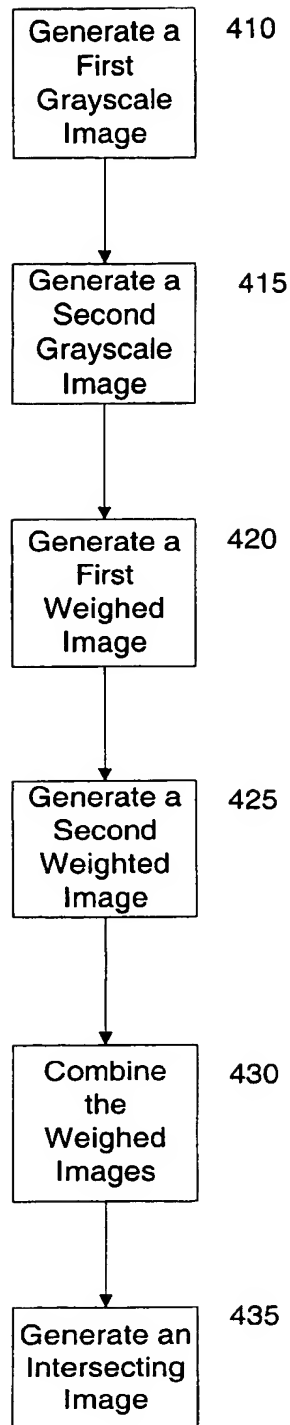 Generate a
First
Grayscale
Image
410
Generate a
Second
Grayscale
Image
415
Generate a
First
Weighed
Image
420
Generate a
Second
Weighted
Image
425
Combine
the
Weighed
Images
430
Generate an
Intersecting
Image
435